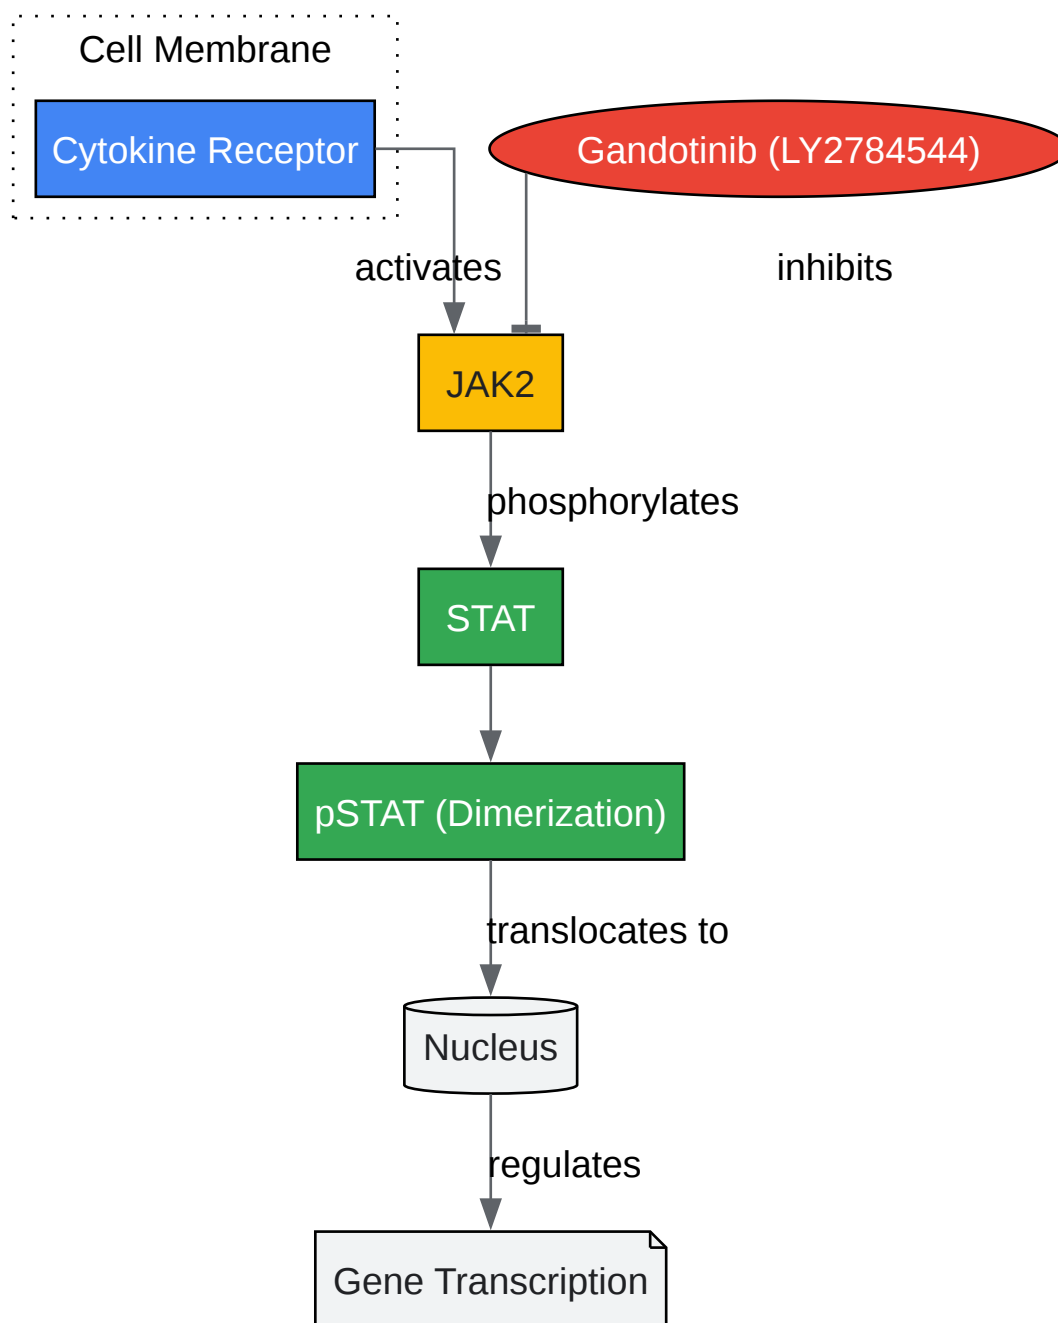 Cell Membrane
Cytokine Receptor
Gandotinib (LY2784544)
activates
inhibits
JAK2
phosphorylates
STAT
pSTAT (Dimerization)
translocates to
Nucleus
regulates
Gene Transcription